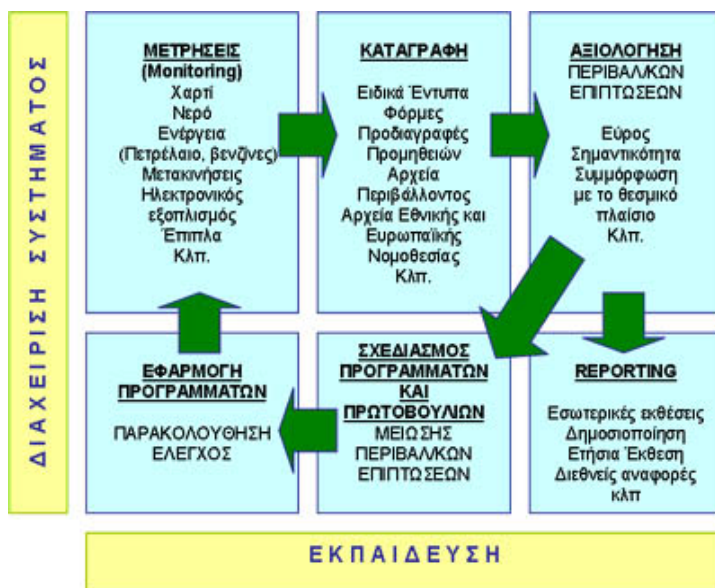 ΔΙΑΧΕΙΡΙΣΗ ΣΥΣΤΗΜΑΤΟΣ
ΜΕΤΡΗΣΕΙΣ
(Monitoring)
Χαρτί
Νερό
Ενέργεια
(Πετρέλαιο, βενζίνες)
Μετακινήσεις
Ηλεκτρονικός
εξοπλισμός
Έπιπλα
Κλπ.
ΚΑΤΑΓΡΑΦΗ
Ειδικά Έντυπα
Φόρμες
Προδιαγραφές
Προμηθειών
Αρχεία
Περιβάλλοντος
Αρχεία Εθνικής και
Ευρωπαϊκής
Νομοθεσίας
Κλπ.
ΑΞΙΟΛΟΓΗΣΗ
ΠΕΡΙΒΑΛ/ΚΩΝ
ΕΠΙΠΤΩΣΕΩΝ
Εύρος
Σημαντικότητα
Συμμόρφωση
με το θεσμικό
πλαίσιο
Κλπ.
ΕΦΑΡΜΟΓΗ
ΠΡΟΓΡΑΜΜΑΤΩΝ
ΠΑΡΑΚΟΛΟΥΘΗΣΗ
ΕΛΕΓΧΟΣ
ΣΧΕΔΙΑΣΜΟΣ
ΠΡΟΓΡΑΜΜΑΤΩΝ
ΚΑΙ
ΠΡΩΤΟΒΟΥΛΙΩΝ
ΜΕΙΩΣΗΣ
ΠΕΡΙΒΑΛ/ΚΩΝ
ΕΠΙΠΤΩΣΕΩΝ
REPORTING
Εσωτερικές εκθέσεις
Δημοσιοποίηση
Ετήσια Έκθεση
Διεθνείς αναφορές
κλπ
ΕΚΠΑΙΔΕΥΣΗ